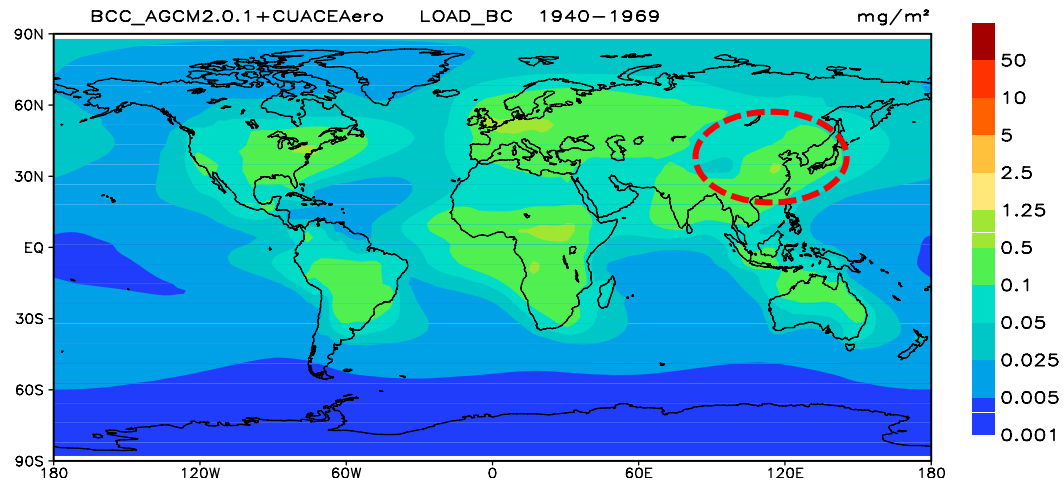 BCC_AGCM2.0.1+CUACEAero LOAD_BC 1940-1969 mg/m²
90N
60N
30N
EQ
30S
60S
90S
180 120W 60W 0 60E 120E 180
50
10
5
2.5
1.25
0.5
0.1
0.05
0.025
0.005
0.001